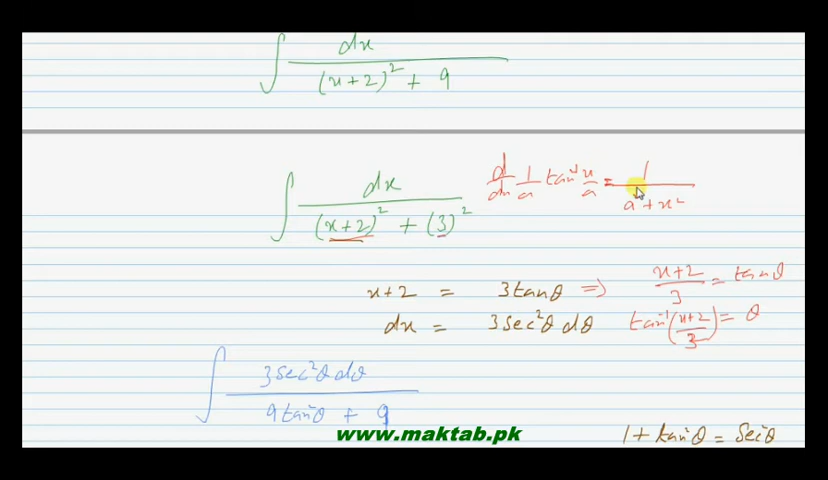 ∫ dx / ((x+2)² + 9)
∫ dx / ((x+2)² + (3)²)
d/dx 1/a tan⁻¹ x/a = 1 / (a² + x²)
x+2 = 3tanθ ⇒ (x+2)/3 = tanθ
dx = 3sec²θ dθ tan⁻¹((x+2)/3) = θ
∫ 3sec²θ dθ / (9tan²θ + 9)
www.maktab.pk
1 + tan²θ = Sec²θ